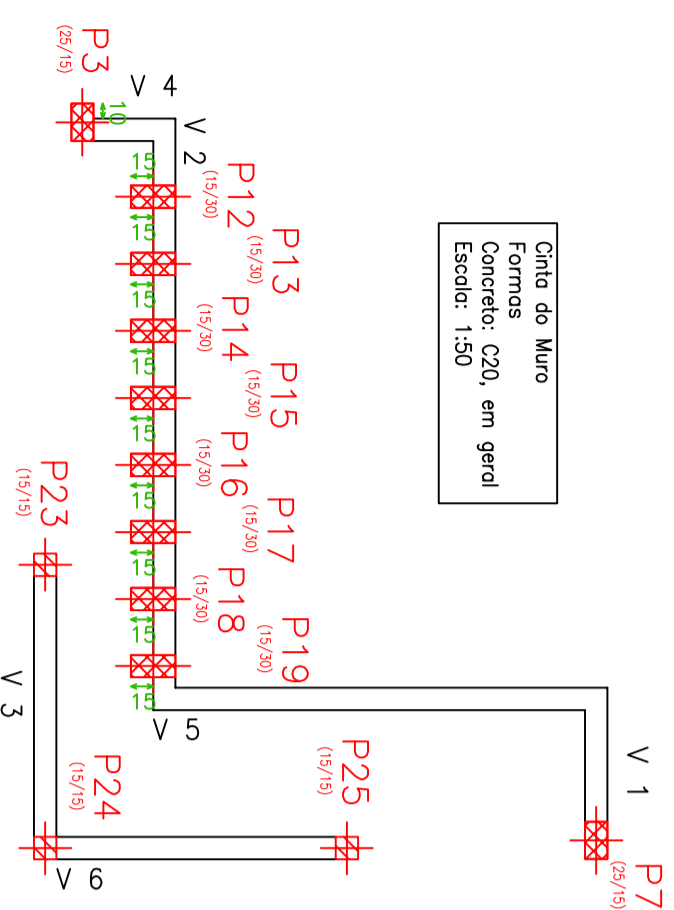 Cinta do Muro
Formas
Concreto: C20, em geral
Escala: 1:50
V 1
P7
(25/15)
P25
(15/15)
V 5
P19
(15/30)
P18
(15/30)
P17
(15/30)
P16
(15/30)
P15
(15/30)
P14
(15/30)
P13
(15/30)
P12
(15/30)
V 2
V 4
P3
(25/15)
10
15
15
15
15
15
15
15
15
15
P23
(15/15)
V 3
P24
(15/15)
V 6